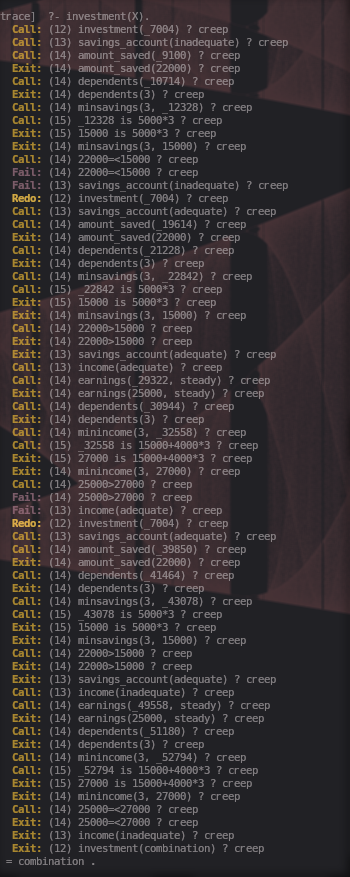 trace]  ?- investment(X).
Call: (12) investment(_7004) ? creep
Call: (13) savings_account(inadequate) ? creep
Call: (14) amount_saved(_9100) ? creep
Exit: (14) amount_saved(22000) ? creep
Call: (14) dependents(_10714) ? creep
Exit: (14) dependents(3) ? creep
Call: (14) minsavings(3, _12328) ? creep
Call: (15) _12328 is 5000*3 ? creep
Exit: (15) 15000 is 5000*3 ? creep
Exit: (14) minsavings(3, 15000) ? creep
Call: (14) 22000=<15000 ? creep
Fail: (14) 22000=<15000 ? creep
Fail: (13) savings_account(inadequate) ? creep
Redo: (12) investment(_7004) ? creep
Call: (13) savings_account(adequate) ? creep
Call: (14) amount_saved(_19614) ? creep
Exit: (14) amount_saved(22000) ? creep
Call: (14) dependents(_21228) ? creep
Exit: (14) dependents(3) ? creep
Call: (14) minsavings(3, _22842) ? creep
Call: (15) _22842 is 5000*3 ? creep
Exit: (15) 15000 is 5000*3 ? creep
Exit: (14) minsavings(3, 15000) ? creep
Call: (14) 22000>15000 ? creep
Exit: (14) 22000>15000 ? creep
Exit: (13) savings_account(adequate) ? creep
Call: (13) income(adequate) ? creep
Call: (14) earnings(_29322, steady) ? creep
Exit: (14) earnings(25000, steady) ? creep
Call: (14) dependents(_30944) ? creep
Exit: (14) dependents(3) ? creep
Call: (14) minincome(3, _32558) ? creep
Call: (15) _32558 is 15000+4000*3 ? creep
Exit: (15) 27000 is 15000+4000*3 ? creep
Exit: (14) minincome(3, 27000) ? creep
Call: (14) 25000>27000 ? creep
Fail: (14) 25000>27000 ? creep
Fail: (13) income(adequate) ? creep
Redo: (12) investment(_7004) ? creep
Call: (13) savings_account(adequate) ? creep
Call: (14) amount_saved(_39850) ? creep
Exit: (14) amount_saved(22000) ? creep
Call: (14) dependents(_41464) ? creep
Exit: (14) dependents(3) ? creep
Call: (14) minsavings(3, _43078) ? creep
Call: (15) _43078 is 5000*3 ? creep
Exit: (15) 15000 is 5000*3 ? creep
Exit: (14) minsavings(3, 15000) ? creep
Call: (14) 22000>15000 ? creep
Exit: (14) 22000>15000 ? creep
Exit: (13) savings_account(adequate) ? creep
Call: (13) income(inadequate) ? creep
Call: (14) earnings(_49558, steady) ? creep
Exit: (14) earnings(25000, steady) ? creep
Call: (14) dependents(_51180) ? creep
Exit: (14) dependents(3) ? creep
Call: (14) minincome(3, _52794) ? creep
Call: (15) _52794 is 15000+4000*3 ? creep
Exit: (15) 27000 is 15000+4000*3 ? creep
Exit: (14) minincome(3, 27000) ? creep
Call: (14) 25000=<27000 ? creep
Exit: (14) 25000=<27000 ? creep
Exit: (13) income(inadequate) ? creep
Exit: (12) investment(combination) ? creep
= combination .